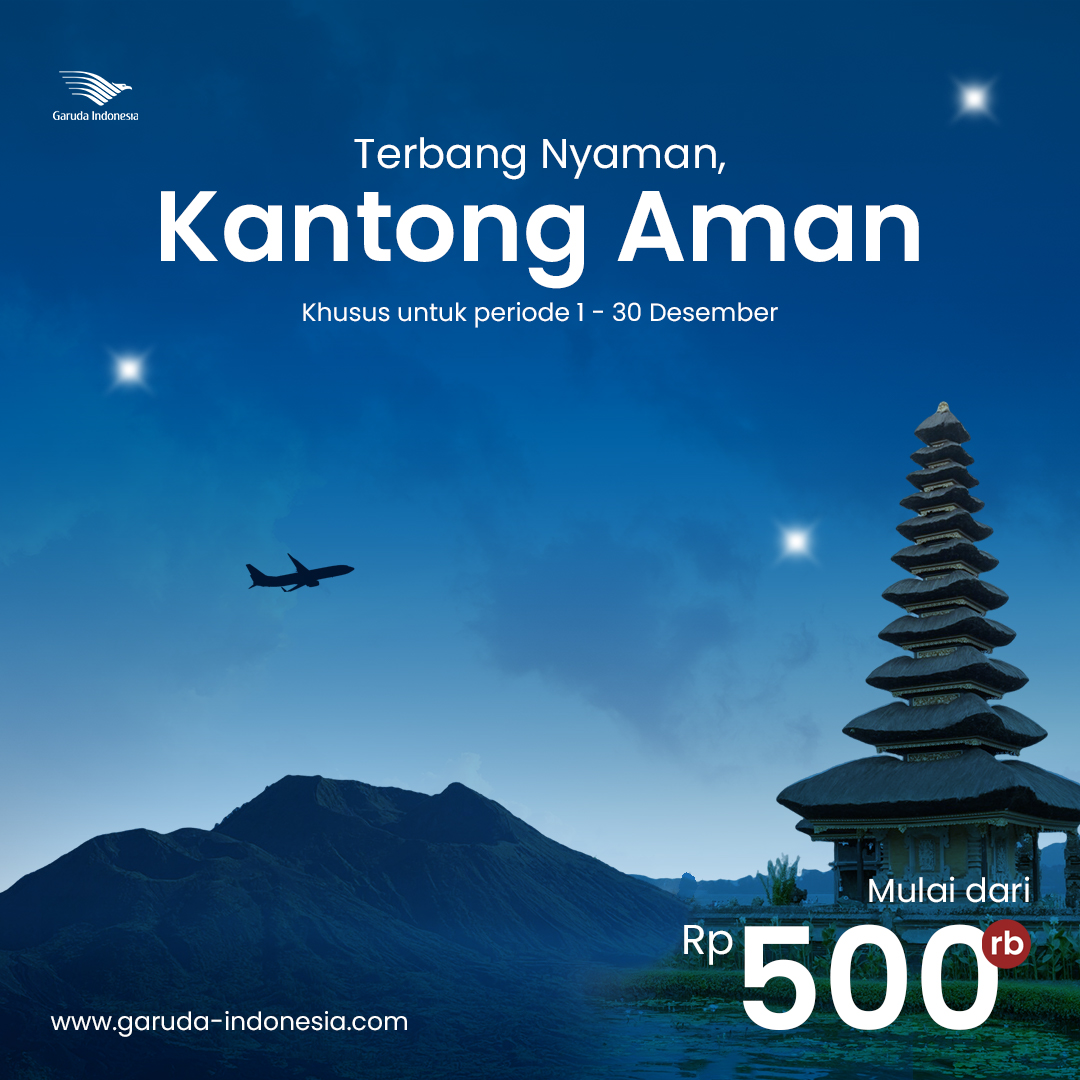 Garuda Indonesia
Terbang Nyaman,
Kantong Aman
Khusus untuk periode 1 - 30 Desember
Mulai dari
Rp 500 rb
www.garuda-indonesia.com